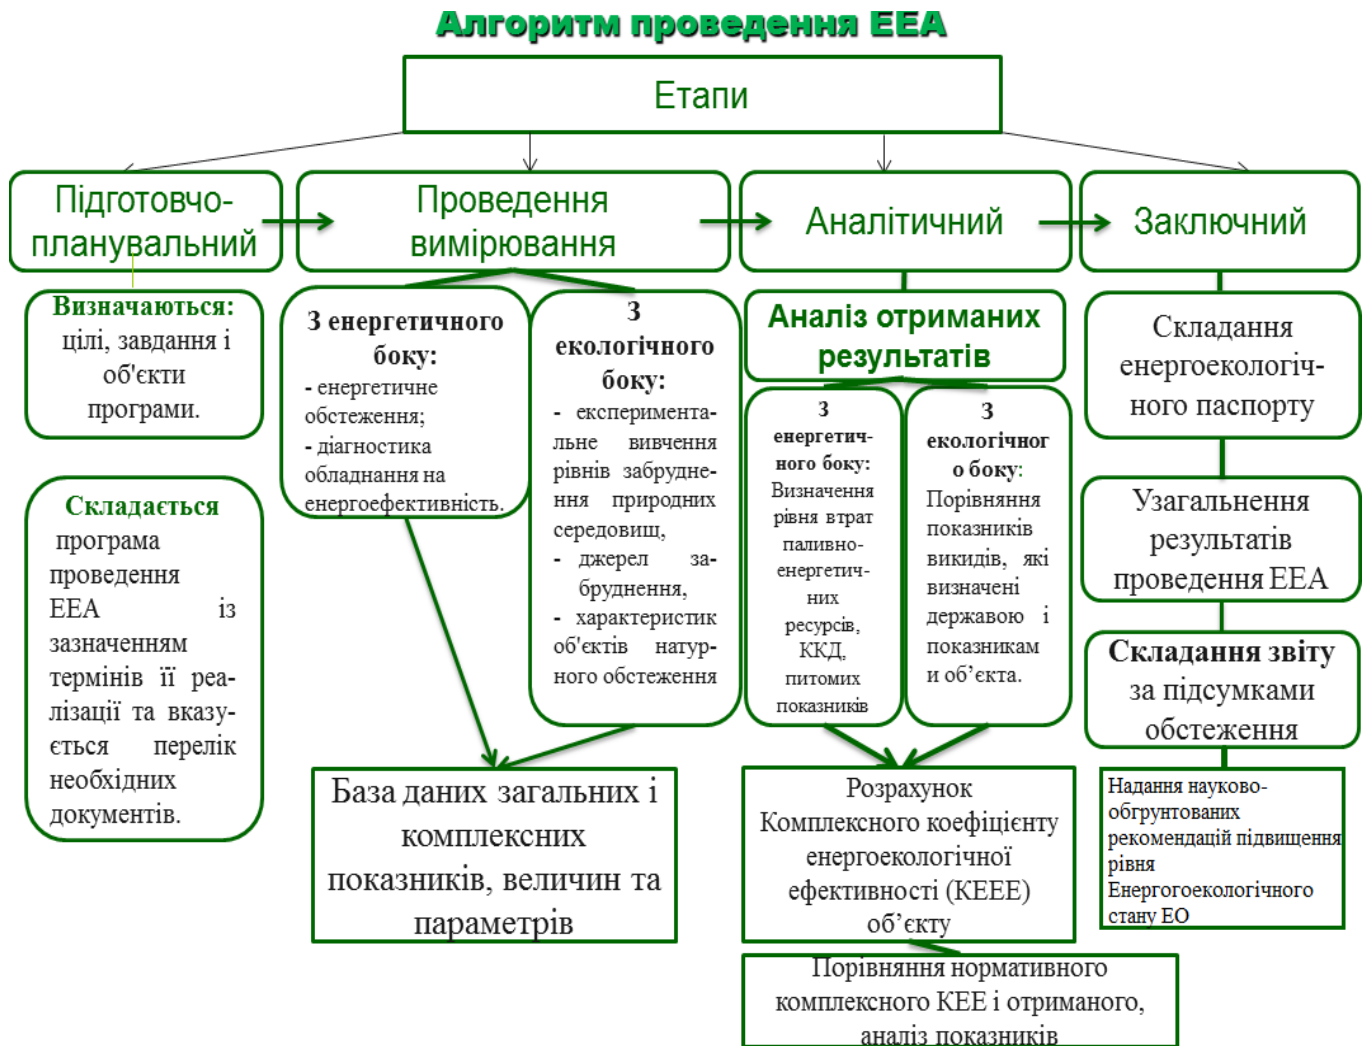 Алгоритм проведення ЕЕА
Етапи
Підготовчо-
планувальний
Проведення
вимірювання
Аналітичний
Заключний
Визначаються:
цілі, завдання і
об'єкти
програми.
Складається
програма
проведення
ЕЕА із
зазначенням
термінів її реа-
лізації та вказу-
ється перелік
необхідних
документів.
З енергетичного
боку:
- енергетичне
обстеження;
- діагностика
обладнання на
енергоефективність.
З
екологічного
боку:
- експеримента-
льне вивчення
рівнів забрудне-
ння природних
середовищ,
- джерел за-
бруднення,
- характеристик
об'єктів натур-
ного обстеження
База даних загальних і
комплексних
показників, величин та
параметрів
Аналіз отриманих
результатів
З
енергетич-
ного боку:
Визначення
рівня втрат
паливно-
енергетич-
них
ресурсів,
ККД,
питомих
показників
З
екологічног
о боку:
Порівняння
показників
викидів, які
визначені
державою і
показникам
и об’єкта.
Розрахунок
Комплексного коефіцієнту
енергоекологічної
ефективності (КЕЕЕ)
об’єкту
Порівняння нормативного
комплексного КЕЕ і отриманого,
аналіз показників
Складання
енергоекологіч-
ного паспорту
Узагальнення
результатів
проведення ЕЕА
Складання звіту
за підсумками
обстеження
Надання науково-
обгрунтованих
рекомендацій підвищення
рівня
Енергогоекологічного
стану ЕО